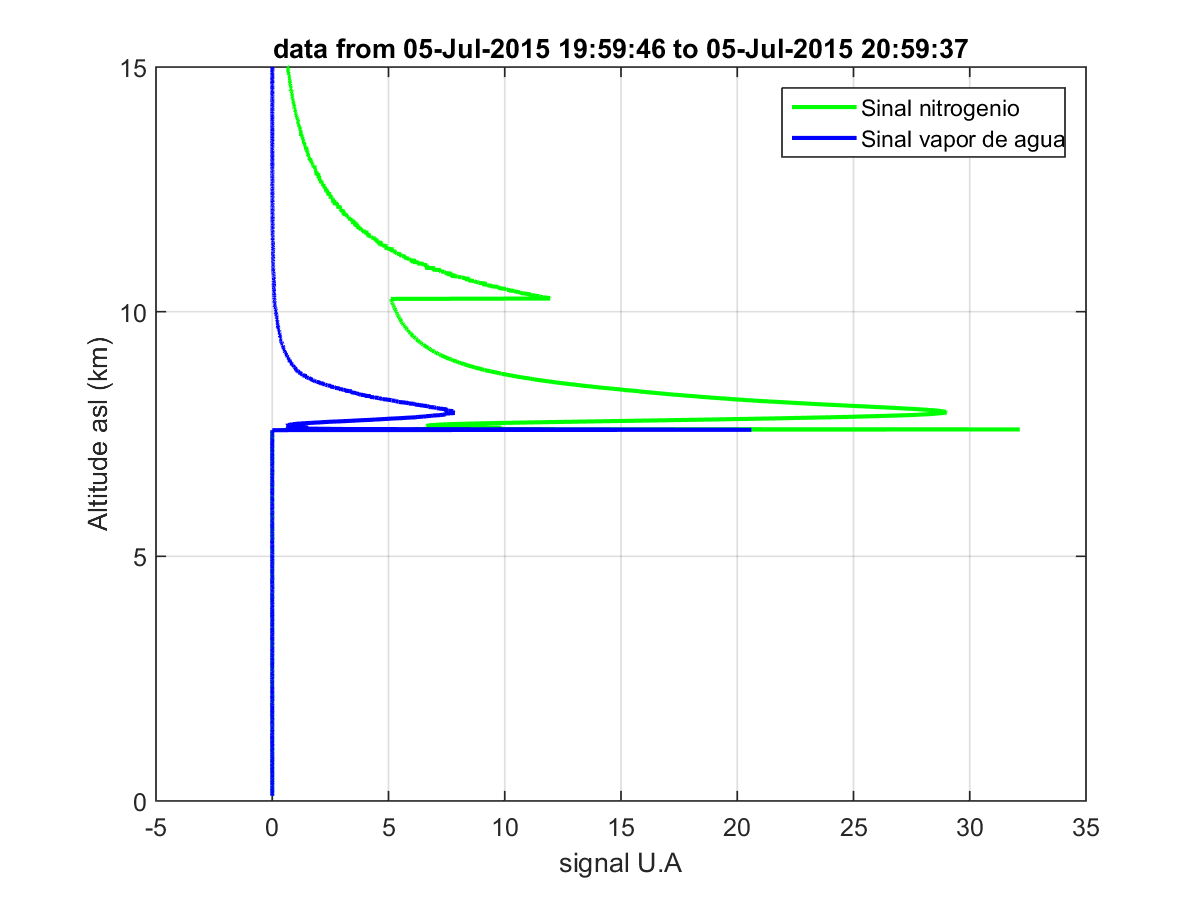 data from 05-Jul-2015 19:59:46 to 05-Jul-2015 20:59:37
15
Sinal nitrogenio
Sinal vapor de agua
10
Altitude asl (km)
5
0
-5 0 5 10 15 20 25 30 35
signal U.A